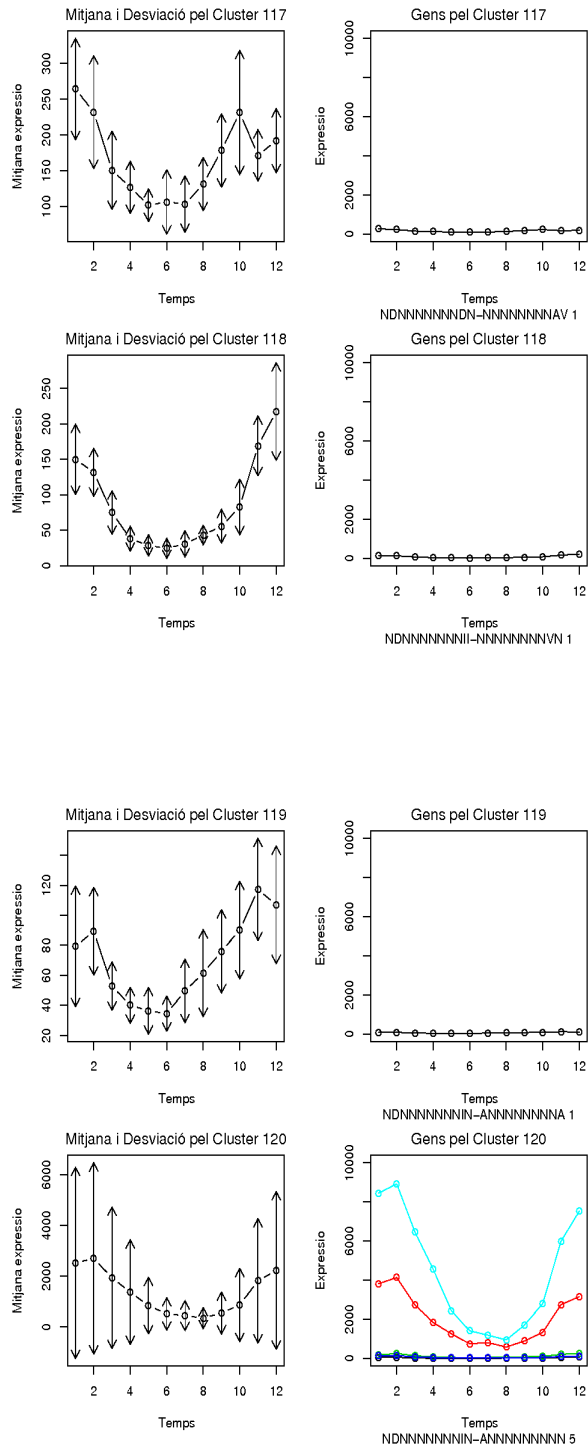 Mitjana i Desviació pel Cluster 117
Mitjana expressio
100 150 200 250 300
2 4 6 8 10 12
Temps
Gens pel Cluster 117
Expressio
0 2000 6000 10000
2 4 6 8 10 12
Temps
NDNNNNNNNDN−NNNNNNNNAV 1
Mitjana i Desviació pel Cluster 118
Mitjana expressio
0 50 100 150 200 250
2 4 6 8 10 12
Temps
Gens pel Cluster 118
Expressio
0 2000 6000 10000
2 4 6 8 10 12
Temps
NDNNNNNNNII−NNNNNNNNVN 1
Mitjana i Desviació pel Cluster 119
Mitjana expressio
20 40 60 80 120
2 4 6 8 10 12
Temps
Gens pel Cluster 119
Expressio
0 2000 6000 10000
2 4 6 8 10 12
Temps
NDNNNNNNNIN−ANNNNNNNNA 1
Mitjana i Desviació pel Cluster 120
Mitjana expressio
0 2000 4000 6000
2 4 6 8 10 12
Temps
Gens pel Cluster 120
Expressio
0 2000 6000 10000
2 4 6 8 10 12
Temps
NDNNNNNNNIN−ANNNNNNNNN 5